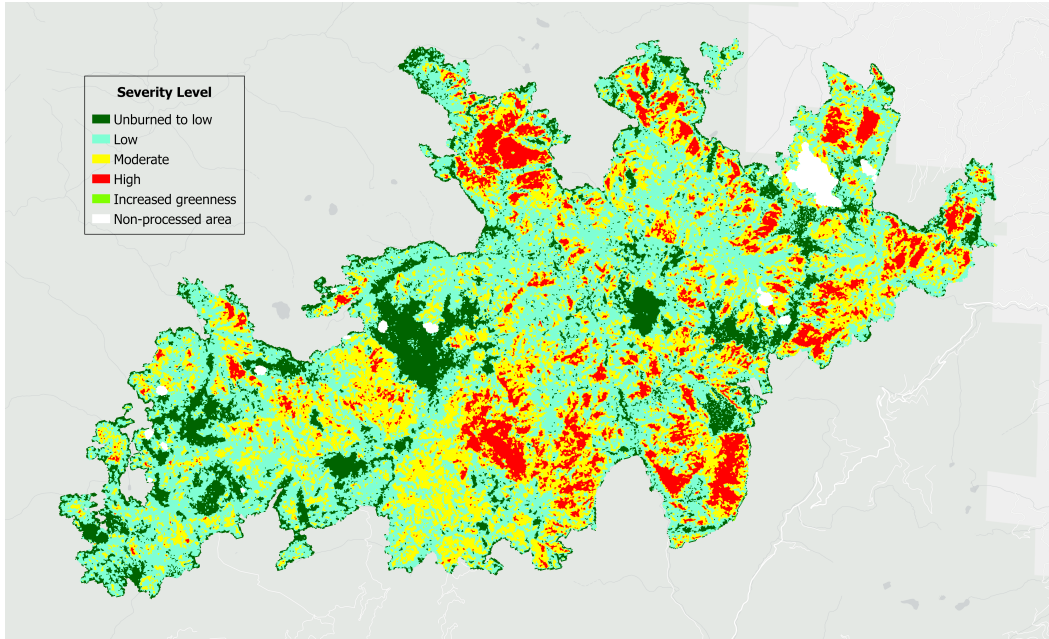 Severity Level
Unburned to low
Low
Moderate
High
Increased greenness
Non-processed area